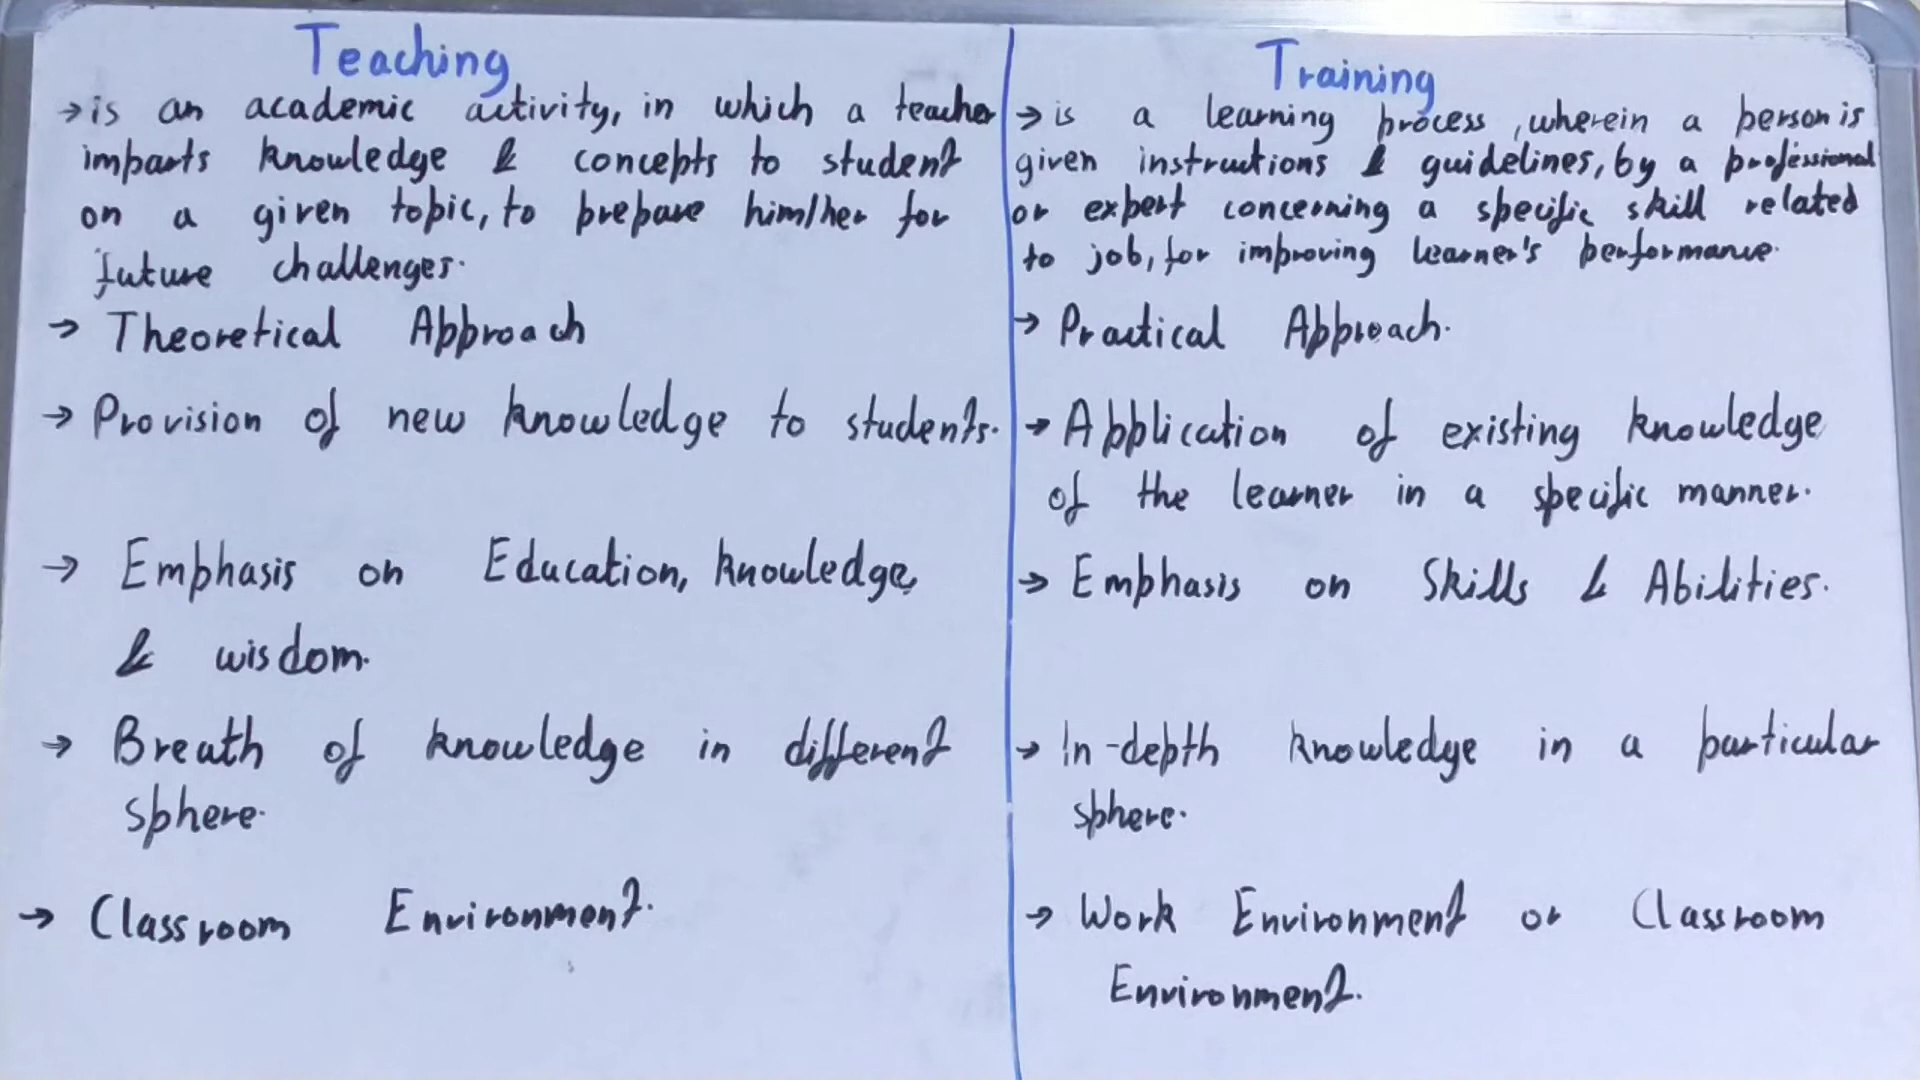 Teaching
→ is an academic activity, in which a teacher
imparts knowledge & concepts to student
on a given topic, to prepare him/her for
future challenges.
→ Theoretical Approach
→ Provision of new knowledge to students.
→ Emphasis on Education, knowledge,
& wisdom.
→ Breath of knowledge in different
sphere.
→ Classroom Environment.
Training
→ is a learning process, wherein a person is
given instructions & guidelines, by a professional
or expert concerning a specific skill related
to job, for improving learner's performance.
→ Practical Approach.
→ Application of existing knowledge
of the learner in a specific manner.
→ Emphasis on Skills & Abilities.
→ In-depth knowledge in a particular
sphere.
→ Work Environment or Classroom
Environment.